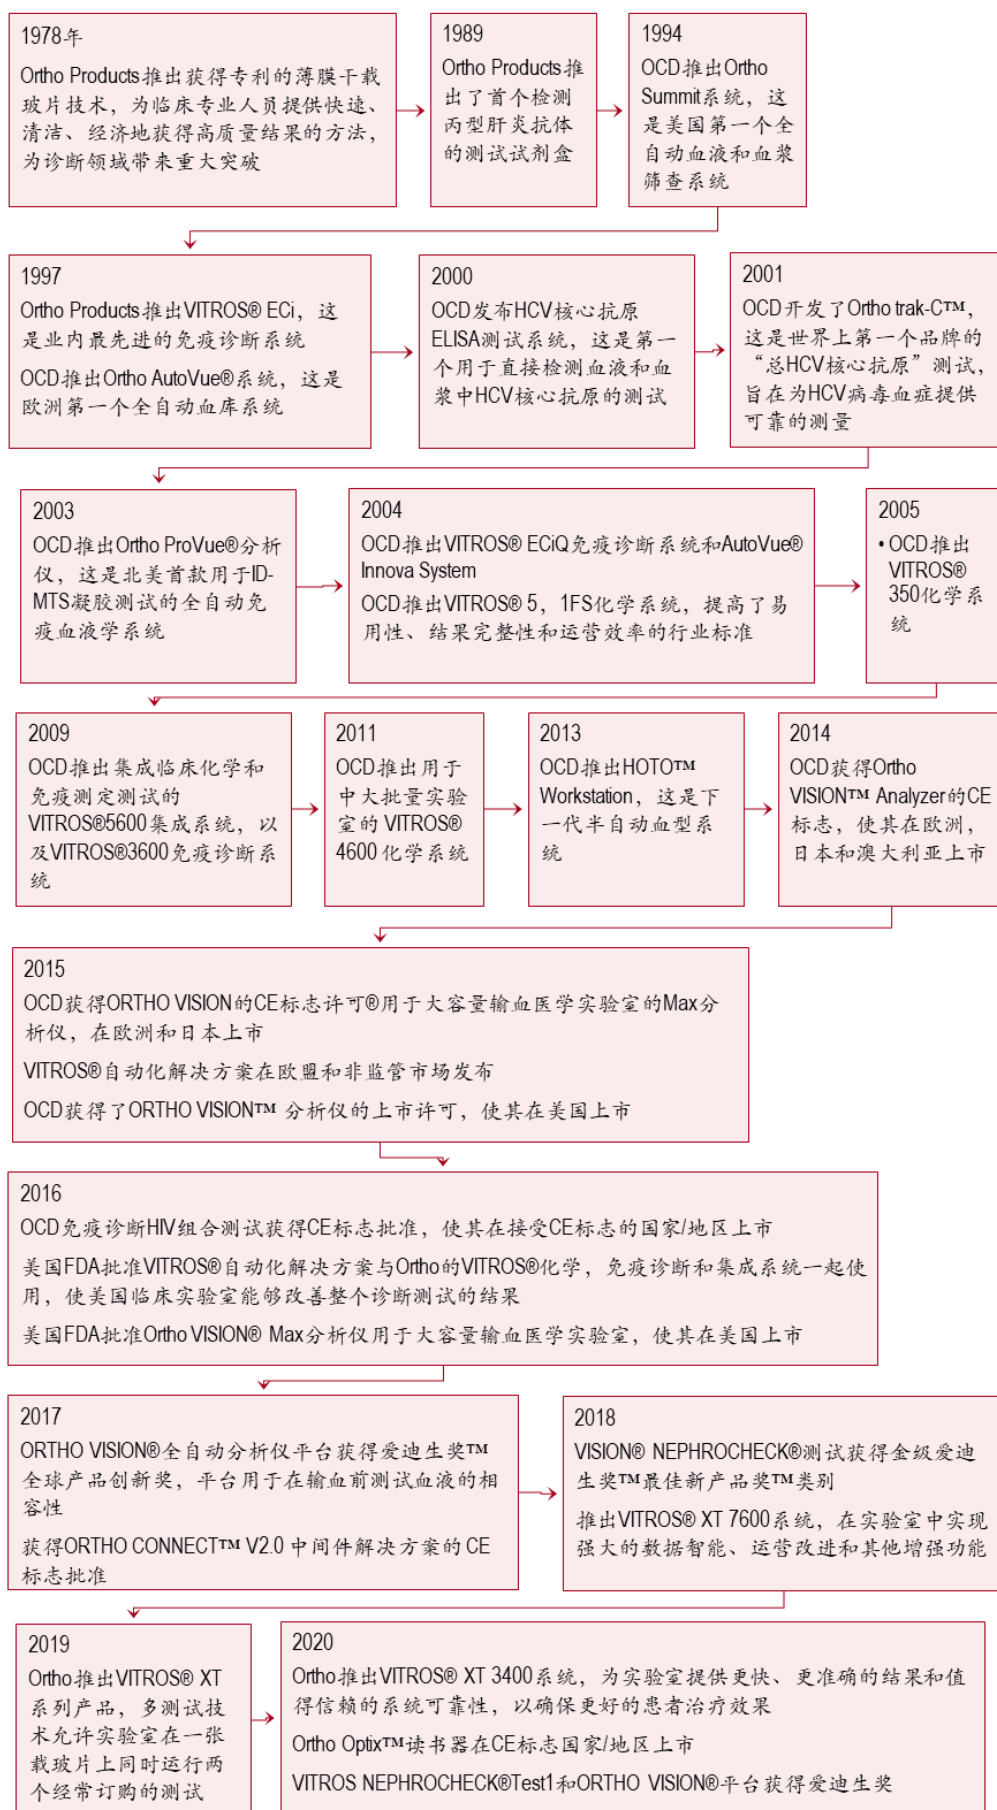 1978年
Ortho Products推出获得专利的薄膜干载
玻片技术，为临床专业人员提供快速、
清洁、经济地获得高质量结果的方法，
为诊断领域带来重大突破
1989
Ortho Products推
出了首个检测
丙型肝炎抗体
的测试试剂盒
1994
OCD推出Ortho
Summit系统，这
是美国第一个全
自动血液和血浆
筛查系统
1997
Ortho Products推出VITROS® ECi，这
是业内最先进的免疫诊断系统
OCD推出Ortho AutoVue®系统，这是
欧洲第一个全自动血库系统
2000
OCD发布HCV核心抗原
ELISA测试系统，这是第一
个用于直接检测血液和血
浆中HCV核心抗原的测试
2001
OCD开发了Ortho trak-C™，
这是世界上第一个品牌的
“总HCV核心抗原”测试，
旨在为HCV病毒血症提供
可靠的测量
2003
OCD推出Ortho ProVue®分析
仪，这是北美首款用于ID-
MTS凝胶测试的全自动免
疫血液学系统
2004
OCD推出VITROS® ECiQ免疫诊断系统和AutoVue®
Innova System
OCD推出VITROS® 5，1FS化学系统，提高了易
用性、结果完整性和运营效率的行业标准
2005
• OCD推出
VITROS®
350化学系
统
2009
OCD推出集成临床化学和
免疫测定测试的
VITROS®5600集成系统，以
及VITROS®3600免疫诊断系
统
2011
OCD推出用于
中大批量实验
室的 VITROS®
4600 化学系统
2013
OCD推出HOTO™
Workstation，这是下
一代半自动血型系
统
2014
OCD获得Ortho
VISION™ Analyzer的CE
标志，使其在欧洲，
日本和澳大利亚上市
2015
OCD获得ORTHO VISION的CE标志许可®用于大容量输血医学实验室的Max分
析仪，在欧洲和日本上市
VITROS®自动化解决方案在欧盟和非监管市场发布
OCD获得了ORTHO VISION™ 分析仪的上市许可，使其在美国上市
2016
OCD免疫诊断HIV组合测试获得CE标志批准，使其在接受CE标志的国家/地区上市
美国FDA批准VITROS®自动化解决方案与Ortho的VITROS®化学，免疫诊断和集成系统一起使
用，使美国临床实验室能够改善整个诊断测试的结果
美国FDA批准Ortho VISION® Max分析仪用于大容量输血医学实验室，使其在美国上市
2017
ORTHO VISION®全自动分析仪平台获得爱迪生奖™
全球产品创新奖，平台用于在输血前测试血液的相
容性
获得ORTHO CONNECT™ V2.0 中间件解决方案的 CE
标志批准
2018
VISION® NEPHROCHECK®测试获得金级爱迪
生奖™最佳新产品奖™类别
推出VITROS® XT 7600系统，在实验室中实现
强大的数据智能、运营改进和其他增强功能
2019
Ortho推出VITROS® XT
系列产品，多测试技
术允许实验室在一张
载玻片上同时运行两
个经常订购的测试
2020
Ortho推出VITROS® XT 3400系统，为实验室提供更快、更准确的结果和值
得信赖的系统可靠性，以确保更好的患者治疗效果
Ortho Optix™读书器在CE标志国家/地区上市
VITROS NEPHROCHECK®Test1和ORTHO VISION®平台获得爱迪生奖